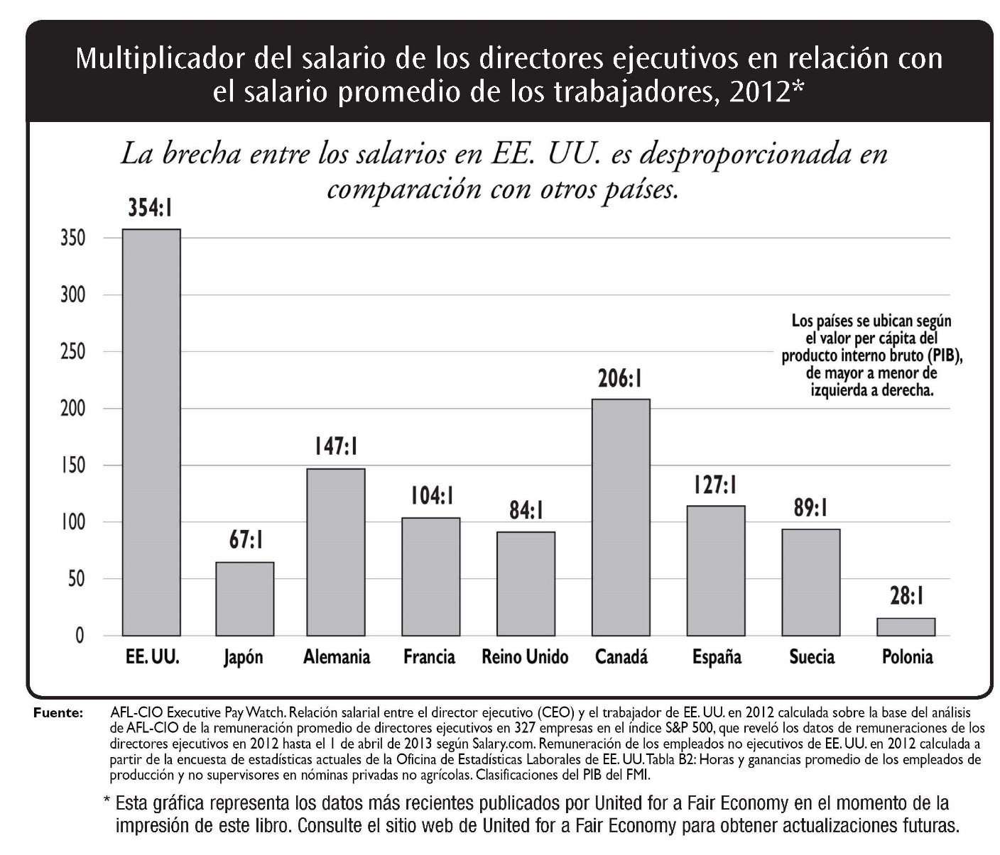 Multiplicador del salario de los directores ejecutivos en relación con
el salario promedio de los trabajadores, 2012*
La brecha entre los salarios en EE. UU. es desproporcionada en
comparación con otros países.
354:1
350
300
250
200
150
100
50
0
67:1
147:1
104:1
84:1
206:1
127:1
89:1
28:1
Los países se ubican según
el valor per cápita del
producto interno bruto (PIB),
de mayor a menor de
izquierda a derecha.
EE. UU.
Japón
Alemania
Francia
Reino Unido
Canadá
España
Suecia
Polonia
Fuente: AFL-CIO Executive Pay Watch. Relación salarial entre el director ejecutivo (CEO) y el trabajador de EE. UU. en 2012 calculada sobre la base del análisis
de AFL-CIO de la remuneración promedio de directores ejecutivos en 327 empresas en el índice S&P 500, que reveló los datos de remuneraciones de los
directores ejecutivos en 2012 hasta el 1 de abril de 2013 según Salary.com. Remuneración de los empleados no ejecutivos de EE. UU. en 2012 calculada a
partir de la encuesta de estadísticas actuales de la Oficina de Estadísticas Laborales de EE. UU. Tabla B2: Horas y ganancias promedio de los empleados de
producción y no supervisores en nóminas privadas no agrícolas. Clasificaciones del PIB del FMI.
* Esta gráfica representa los datos más recientes publicados por United for a Fair Economy en el momento de la
impresión de este libro. Consulte el sitio web de United for a Fair Economy para obtener actualizaciones futuras.